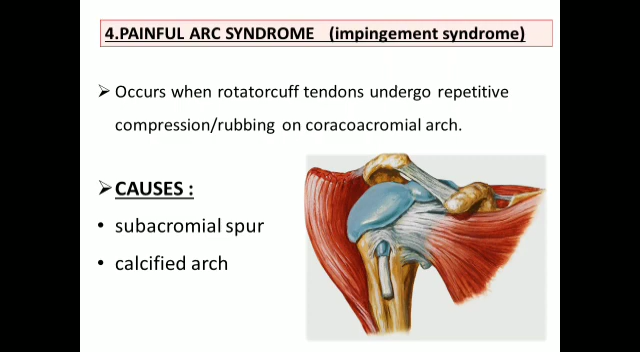 4.PAINFUL ARC SYNDROME (impingement syndrome)
➢ Occurs when rotatorcuff tendons undergo repetitive
compression/rubbing on coracoacromial arch.
➢ CAUSES :
• subacromial spur
• calcified arch